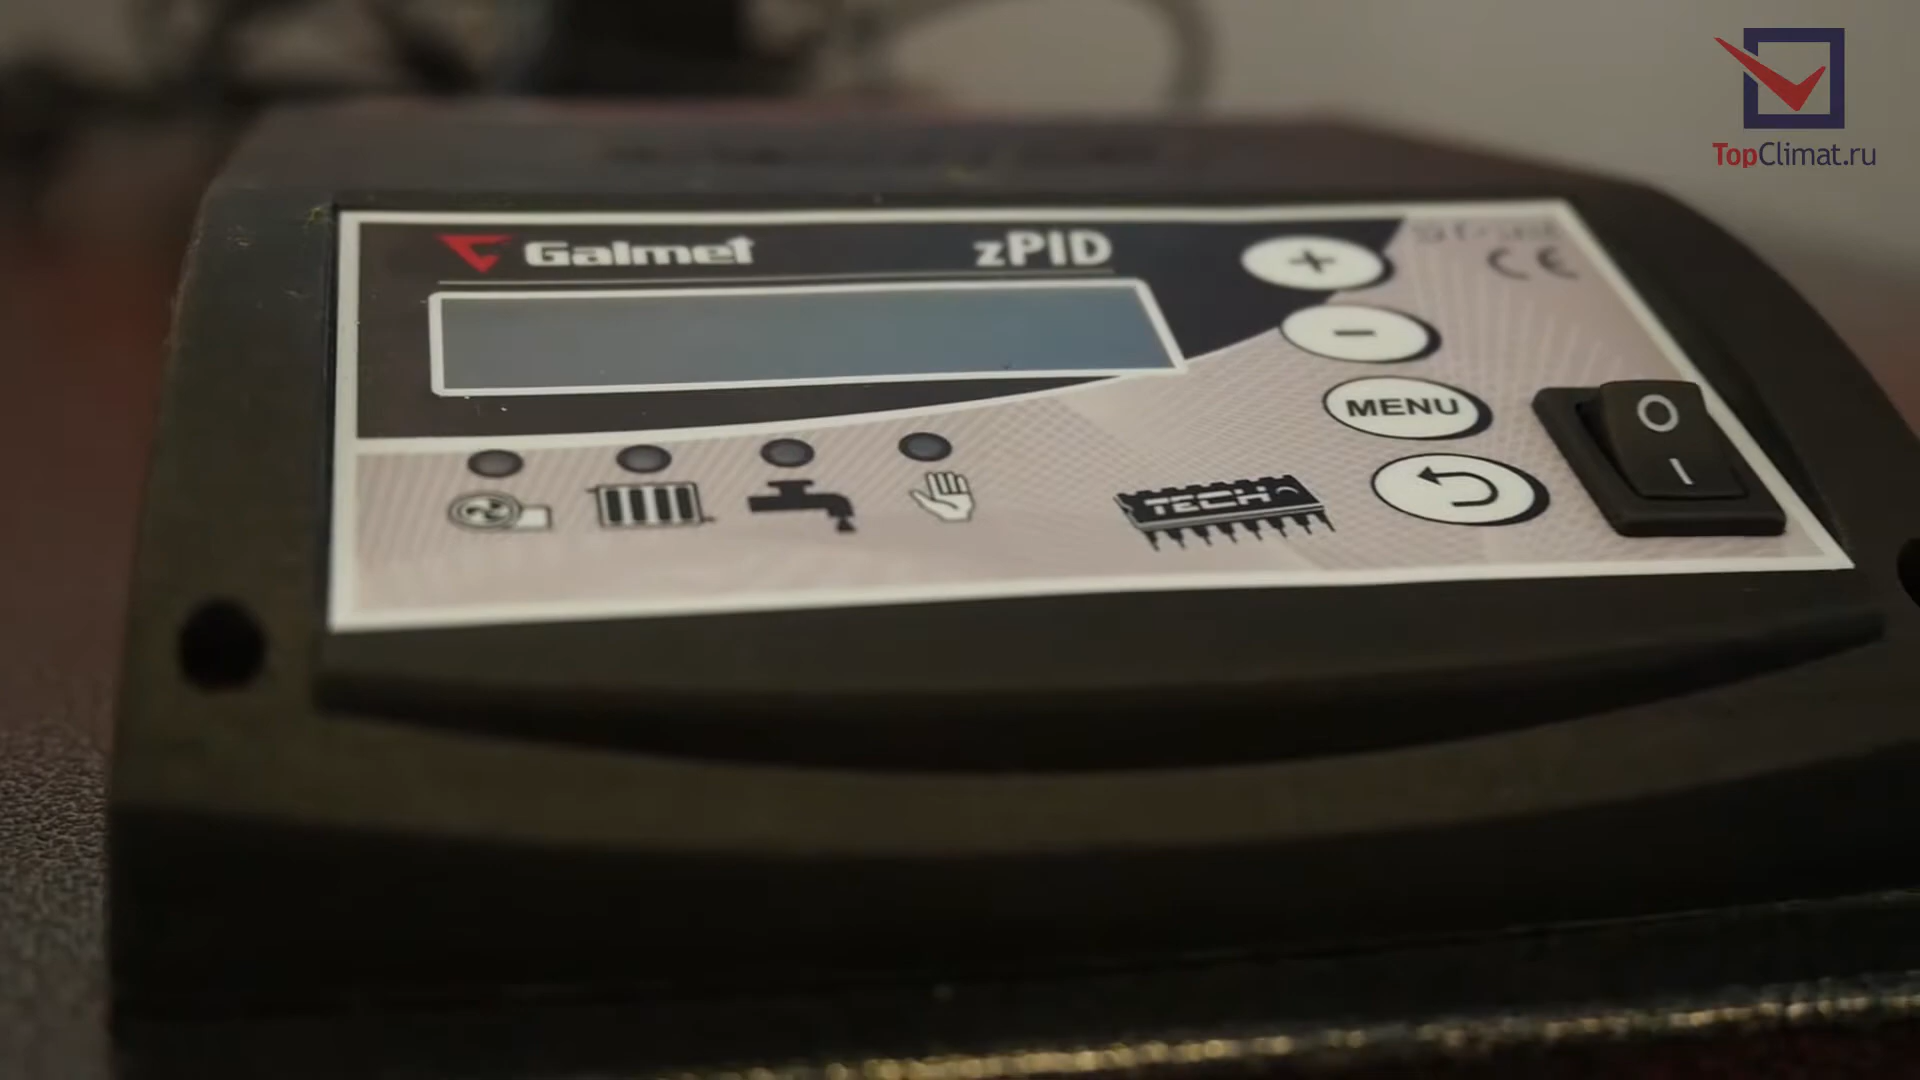 TopClimat.ru
Galmet zPID
+
CE
-
MENU
TECH
O
I